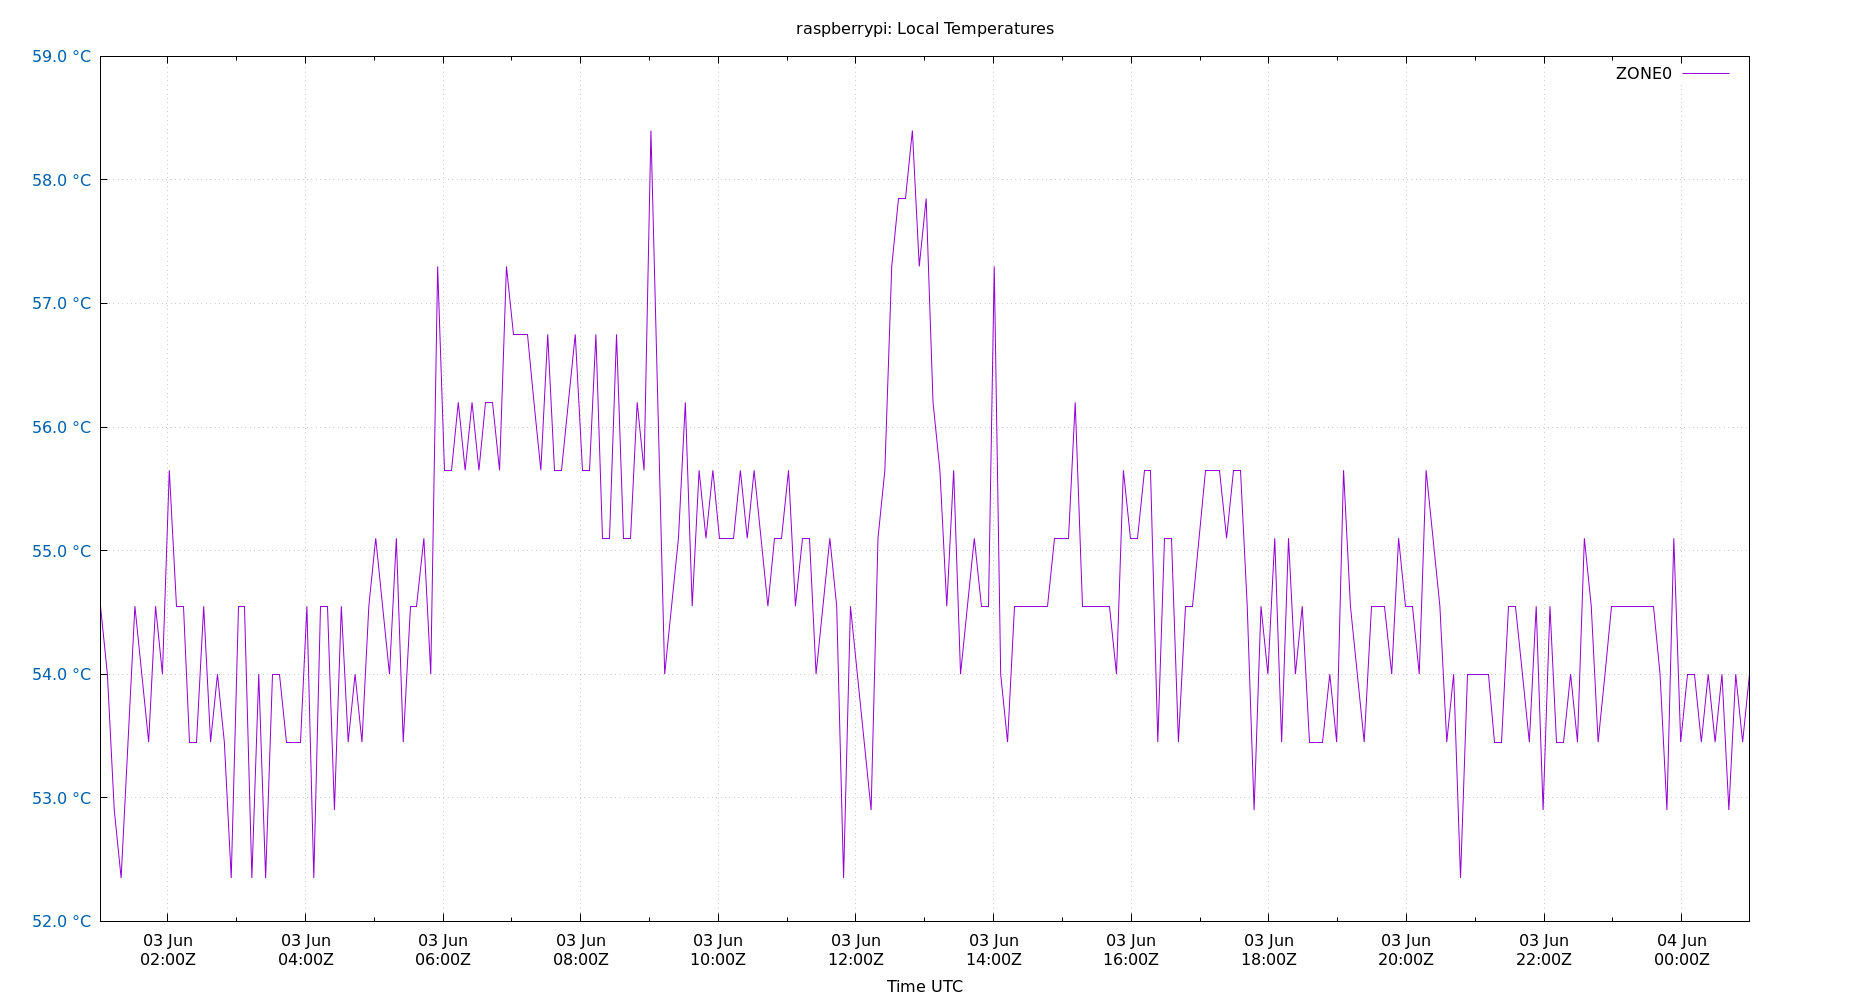 raspberrypi: Local Temperatures
59.0 °C
ZONE0
58.0 °C
57.0 °C
56.0 °C
55.0 °C
54.0 °C
53.0 °C
52.0 °C
03 Jun 03 Jun 03 Jun 03 Jun 03 Jun 03 Jun 03 Jun 03 Jun 03 Jun 03 Jun 03 Jun 04 Jun
02:00Z 04:00Z 06:00Z 08:00Z 10:00Z 12:00Z 14:00Z 16:00Z 18:00Z 20:00Z 22:00Z 00:00Z
Time UTC